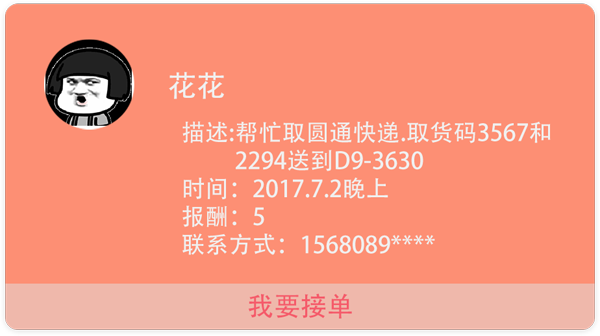 花花
描述:帮忙取圆通快递.取货码3567和
2294送到D9-3630
时间：2017.7.2晚上
报酬：5
联系方式：1568089****
我要接单